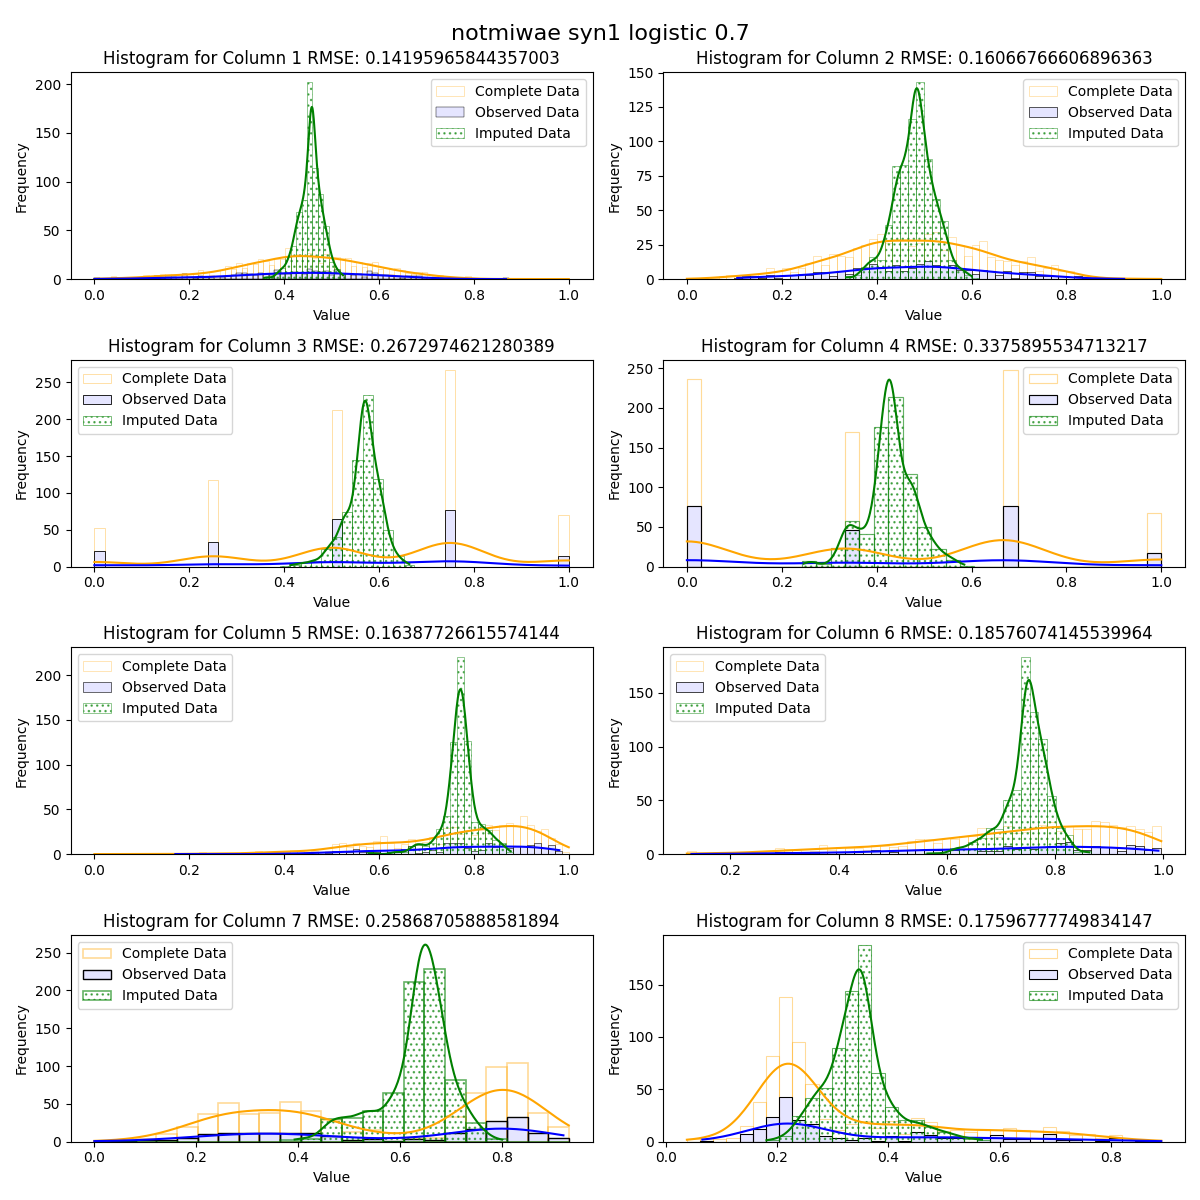 notmiwae syn1 logistic 0.7
Histogram for Column 1 RMSE: 0.14195965844357003
Frequency
200
150
100
50
0
Complete Data
Observed Data
Imputed Data
0.0 0.2 0.4 0.6 0.8 1.0
Value
Histogram for Column 2 RMSE: 0.16066766606896363
Frequency
150
125
100
75
50
25
0
Complete Data
Observed Data
Imputed Data
0.0 0.2 0.4 0.6 0.8 1.0
Value
Histogram for Column 3 RMSE: 0.2672974621280389
Frequency
250
200
150
100
50
0
Complete Data
Observed Data
Imputed Data
0.0 0.2 0.4 0.6 0.8 1.0
Value
Histogram for Column 4 RMSE: 0.3375895534713217
Frequency
250
200
150
100
50
0
Complete Data
Observed Data
Imputed Data
0.0 0.2 0.4 0.6 0.8 1.0
Value
Histogram for Column 5 RMSE: 0.16387726615574144
Frequency
200
150
100
50
0
Complete Data
Observed Data
Imputed Data
0.0 0.2 0.4 0.6 0.8 1.0
Value
Histogram for Column 6 RMSE: 0.18576074145539964
Frequency
150
100
50
0
Complete Data
Observed Data
Imputed Data
0.2 0.4 0.6 0.8 1.0
Value
Histogram for Column 7 RMSE: 0.25868705888581894
Frequency
250
200
150
100
50
0
Complete Data
Observed Data
Imputed Data
0.0 0.2 0.4 0.6 0.8
Value
Histogram for Column 8 RMSE: 0.17596777749834147
Frequency
150
100
50
0
Complete Data
Observed Data
Imputed Data
0.0 0.2 0.4 0.6 0.8
Value